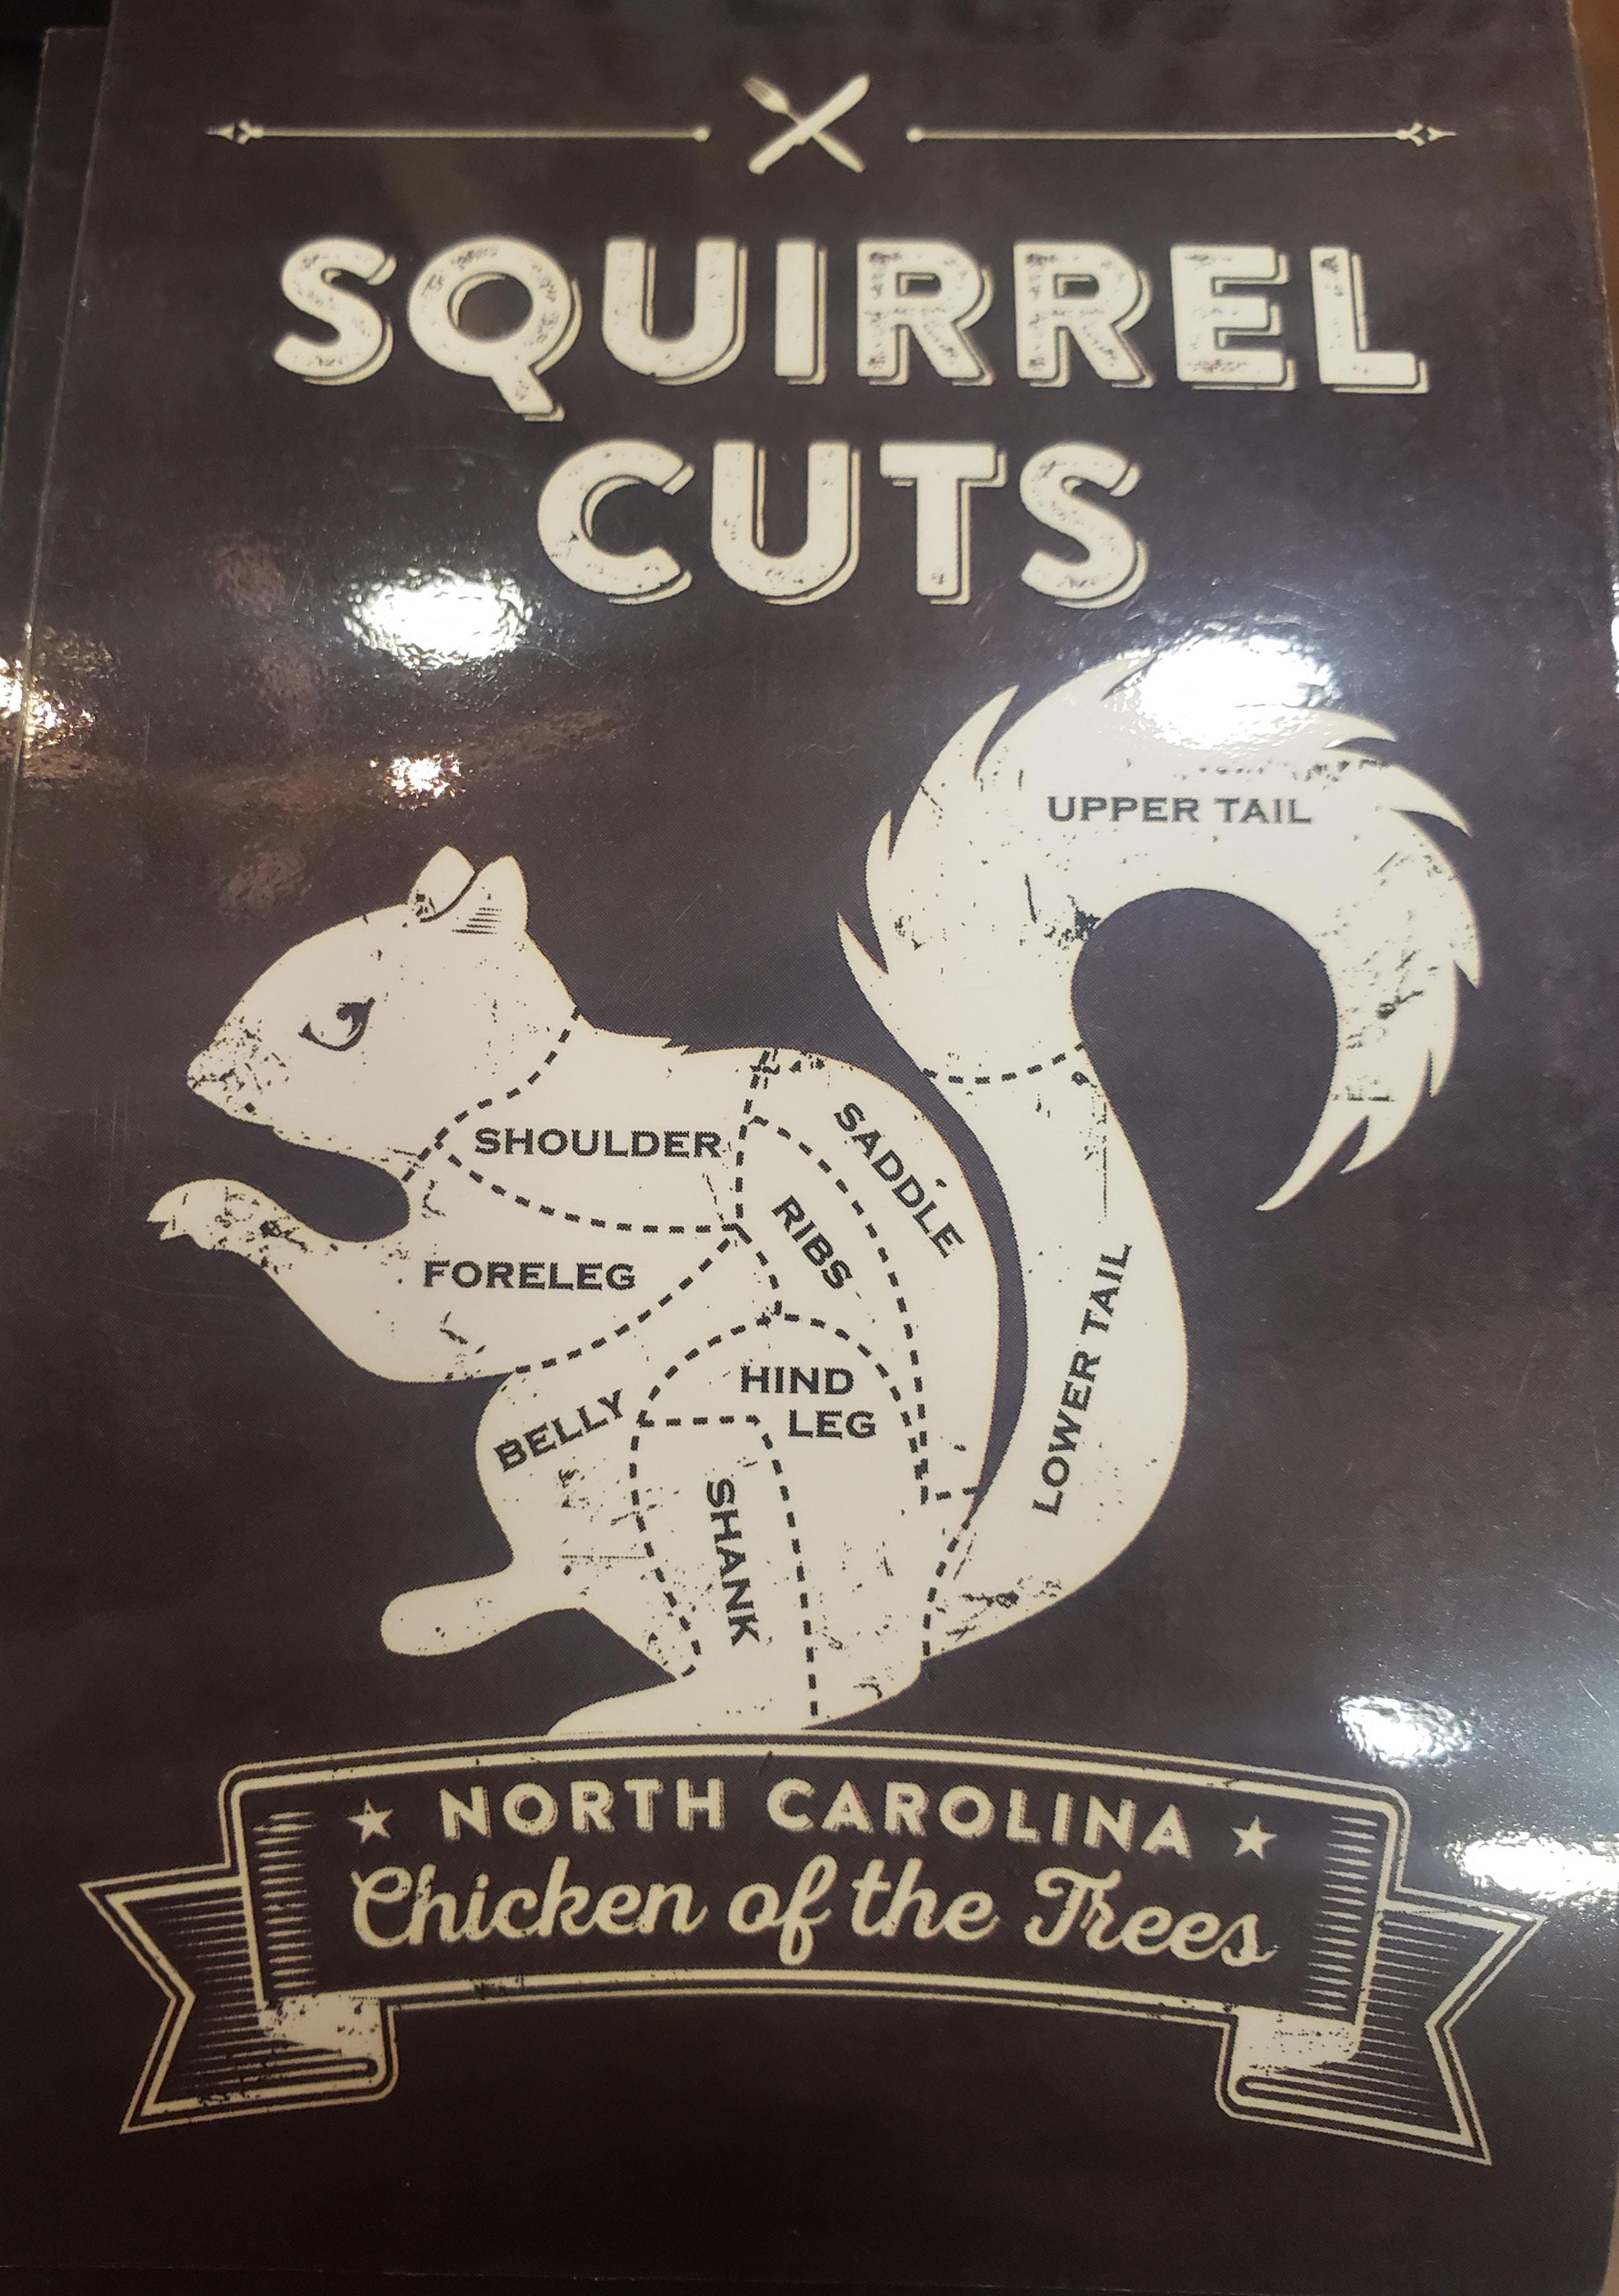 SQUIRREL
CUTS
UPPER TAIL
SHOULDER
SADDLE
RIBS
FORELEG
LOWER TAIL
HIND
LEG
BELLY
SHANK
NORTH CAROLINA
Chicken of the Trees